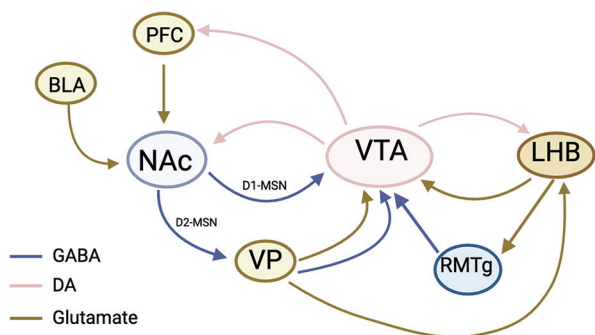 PFC
BLA
NAc
VTA
LHB
D1-MSN
D2-MSN
VP
RMTg
GABA
DA
Glutamate